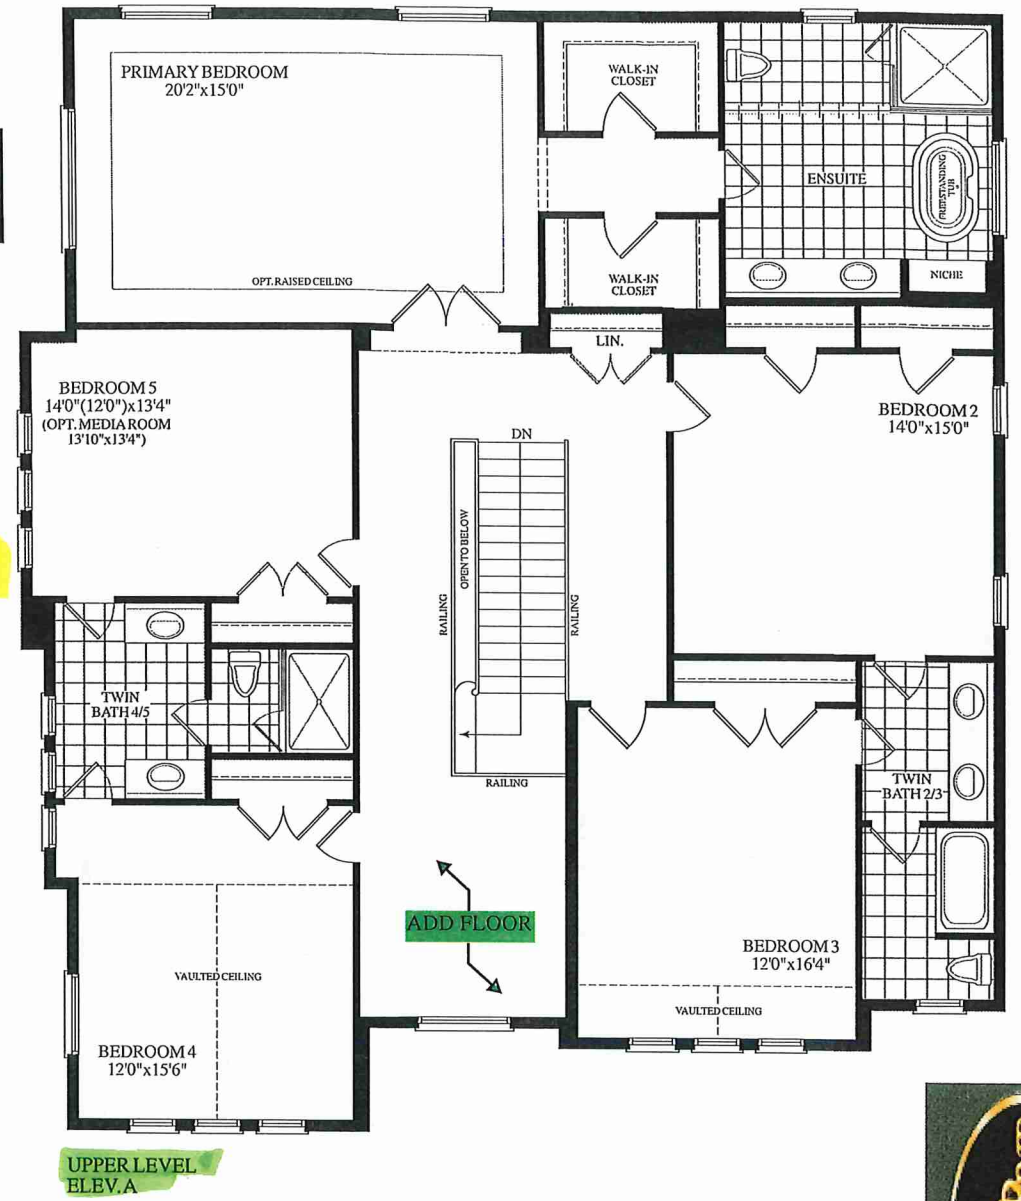 PRIMARY BEDROOM
20'2"x15'0"
OPT. RAISED CEILING
WALK-IN
CLOSET
ENSUITE
FREESTANDING
TUB
WALK-IN
CLOSET
NICHE
LIN.
BEDROOM 5
14'0"(12'0")x13'4"
(OPT. MEDIA ROOM
13'10"x13'4")
BEDROOM 2
14'0"x15'0"
DN
OPEN TO BELOW
RAILING
RAILING
RAILING
TWIN
BATH 4/5
TWIN
BATH 2/3
ADD FLOOR
BEDROOM 3
12'0"x16'4"
VAULTED CEILING
VAULTED CEILING
BEDROOM 4
12'0"x15'6"
UPPER LEVEL
ELEV. A